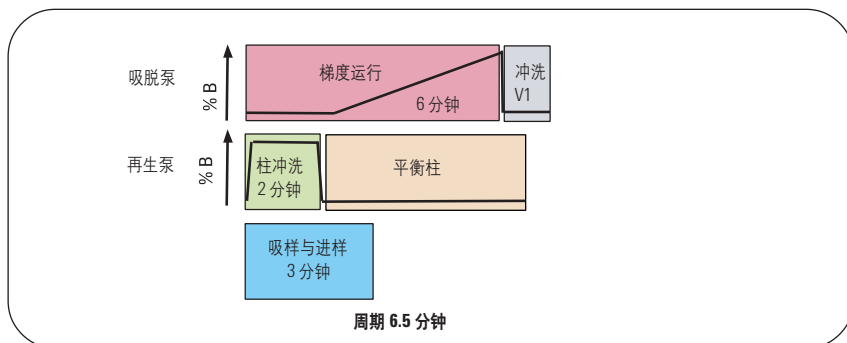 吸脱泵
% B
梯度运行
6 分钟
冲洗
V1
再生泵
% B
柱冲洗
2 分钟
平衡柱
吸样与进样
3 分钟
周期 6.5 分钟